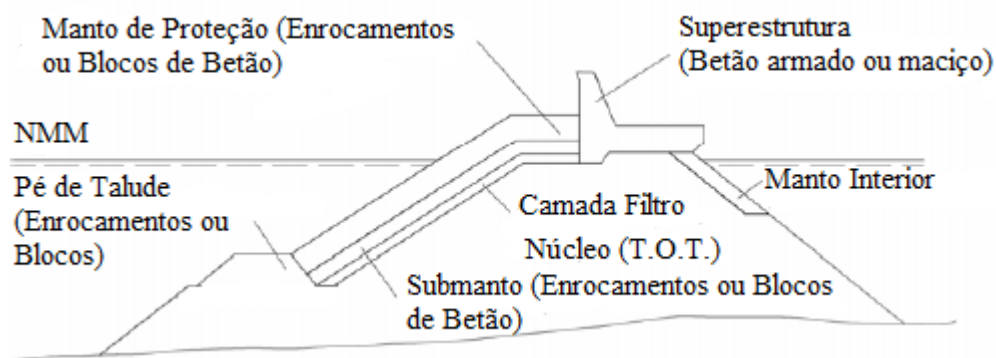 Manto de Proteção (Enrocamentos
ou Blocos de Betão)
Superestrutura
(Betão armado ou maciço)
NMM
Pé de Talude
(Enrocamentos ou
Blocos)
Manto Interior
Camada Filtro
Núcleo (T.O.T.)
Submanto (Enrocamentos ou Blocos
de Betão)